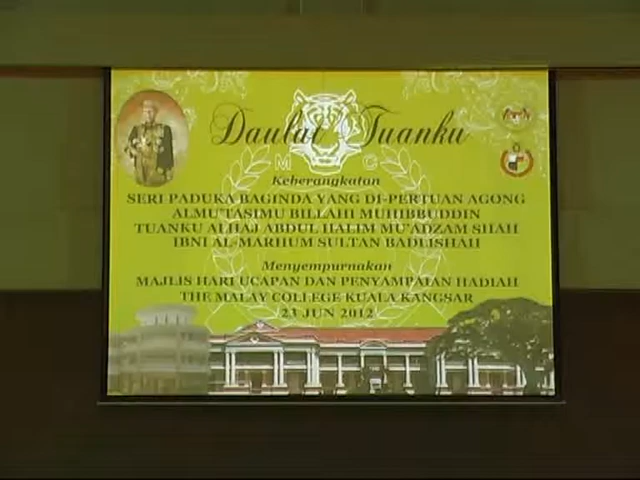 Daulat Tuanku
M C
Keberangkatan
SERI PADUKA BAGINDA YANG DI-PERTUAN AGONG
ALMU'TASIMU BILLAHI MUHIBBUDDIN
TUANKU ALHAJ ABDUL HALIM MU'ADZAM SHAH
IBNI AL-MARHUM SULTAN BADLISHAH
Menyempurnakan
MAJLIS HARI UCAPAN DAN PENYAMPAIAN HADIAH
THE MALAY COLLEGE KUALA KANGSAR
23 JUN 2012